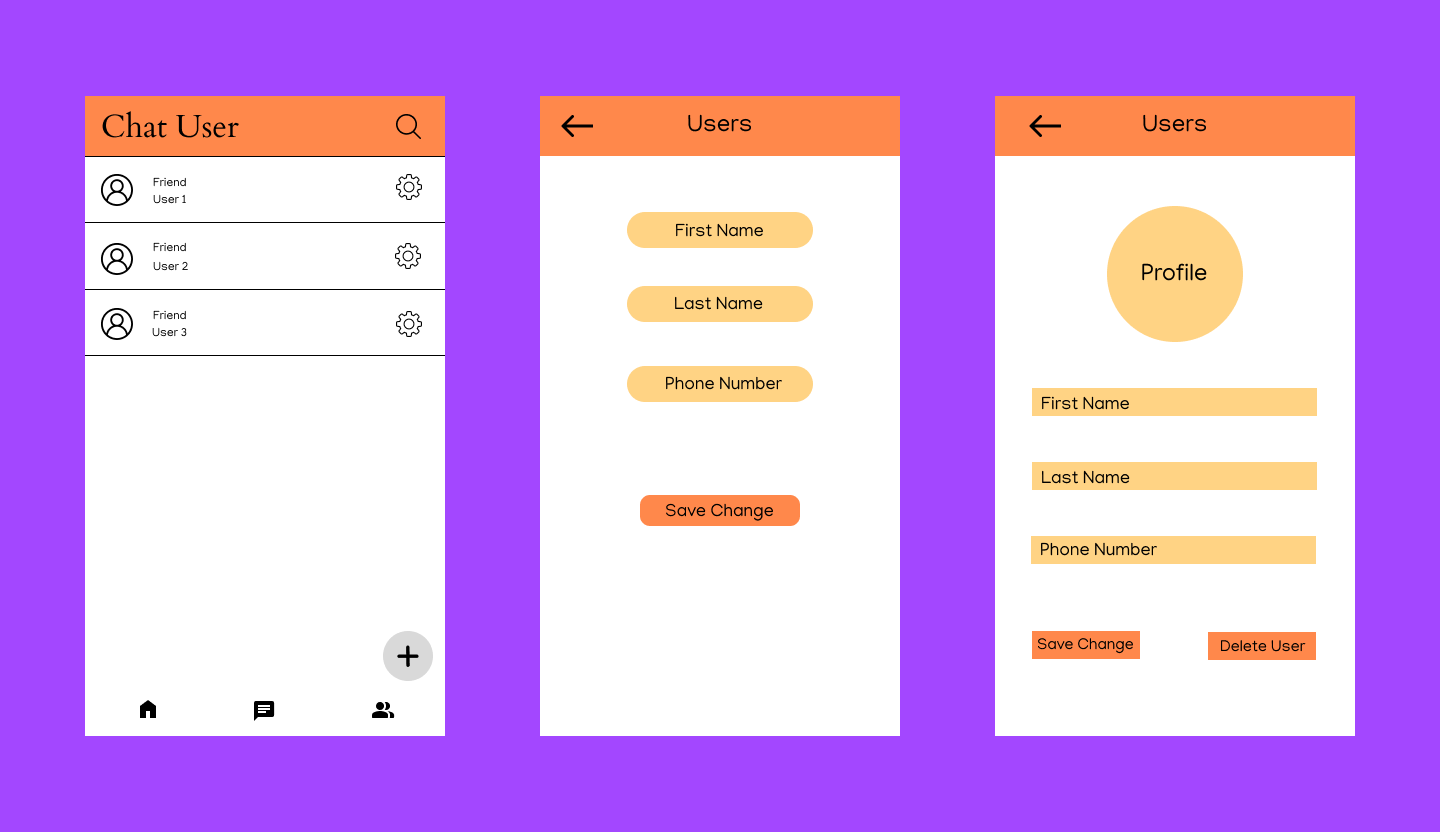 Chat User
Friend
User 1
Friend
User 2
Friend
User 3
Users
First Name
Last Name
Phone Number
Save Change
Users
Profile
First Name
Last Name
Phone Number
Save Change
Delete User